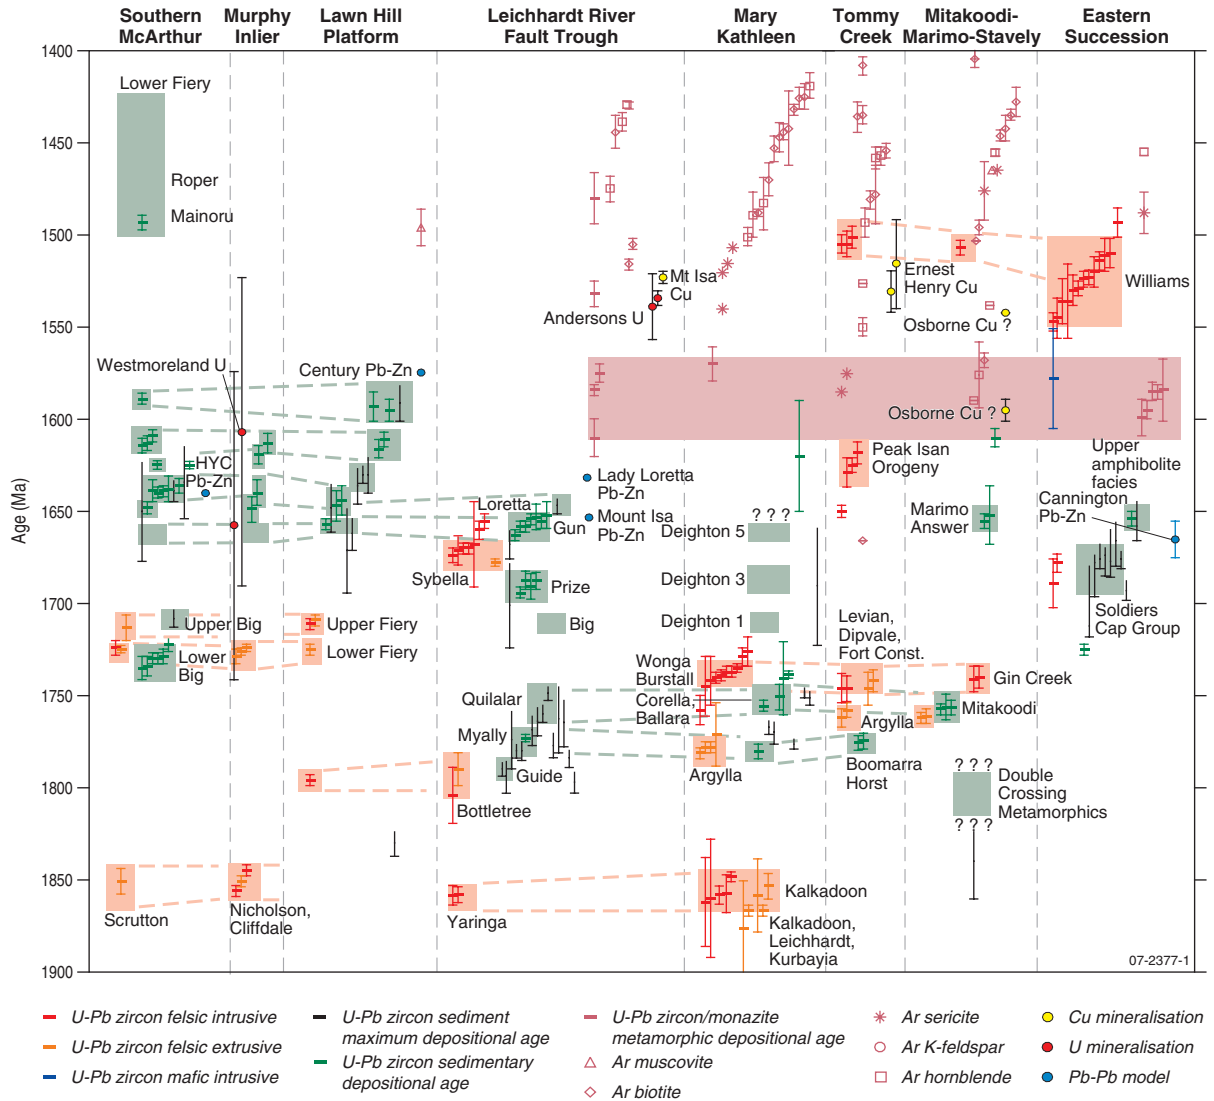 Southern
McArthur
Murphy
Inlier
Lawn Hill
Platform
Leichhardt River
Fault Trough
Mary
Kathleen
Tommy
Creek
Mitakoodi-
Marimo-Stavely
Eastern
Succession
Age (Ma)
1400
1450
1500
1550
1600
1650
1700
1750
1800
1850
1900
Lower Fiery
Roper
Mainoru
Westmoreland U
HYC
Pb-Zn
Upper Big
Lower
Big
Scrutton
Nicholson,
Cliffdale
Century Pb-Zn
Upper Fiery
Lower Fiery
Mt Isa
Cu
Andersons U
Lady Loretta
Pb-Zn
Mount Isa
Pb-Zn
Loretta
Gun
Sybella
Prize
Big
Quilalar
Myally
Guide
Bottletree
Yaringa
? ? ?
Deighton 5
Deighton 3
Deighton 1
Wonga
Burstall
Corella,
Ballara
Argylla
Kalkadoon
Kalkadoon,
Leichhardt,
Kurbayia
Ernest
Henry Cu
Peak Isan
Orogeny
Levian,
Dipvale,
Fort Const.
Argylla
Boomarra
Horst
Osborne Cu ?
Osborne Cu ?
Marimo
Answer
Gin Creek
Mitakoodi
? ? ?
Double
Crossing
Metamorphics
? ? ?
Williams
Upper
amphibolite
facies
Cannington
Pb-Zn
Soldiers
Cap Group
07-2377-1
U-Pb zircon felsic intrusive
U-Pb zircon felsic extrusive
U-Pb zircon mafic intrusive
U-Pb zircon sediment
maximum depositional age
U-Pb zircon sedimentary
depositional age
U-Pb zircon/monazite
metamorphic depositional age
Ar muscovite
Ar biotite
Ar sericite
Ar K-feldspar
Ar hornblende
Cu mineralisation
U mineralisation
Pb-Pb model